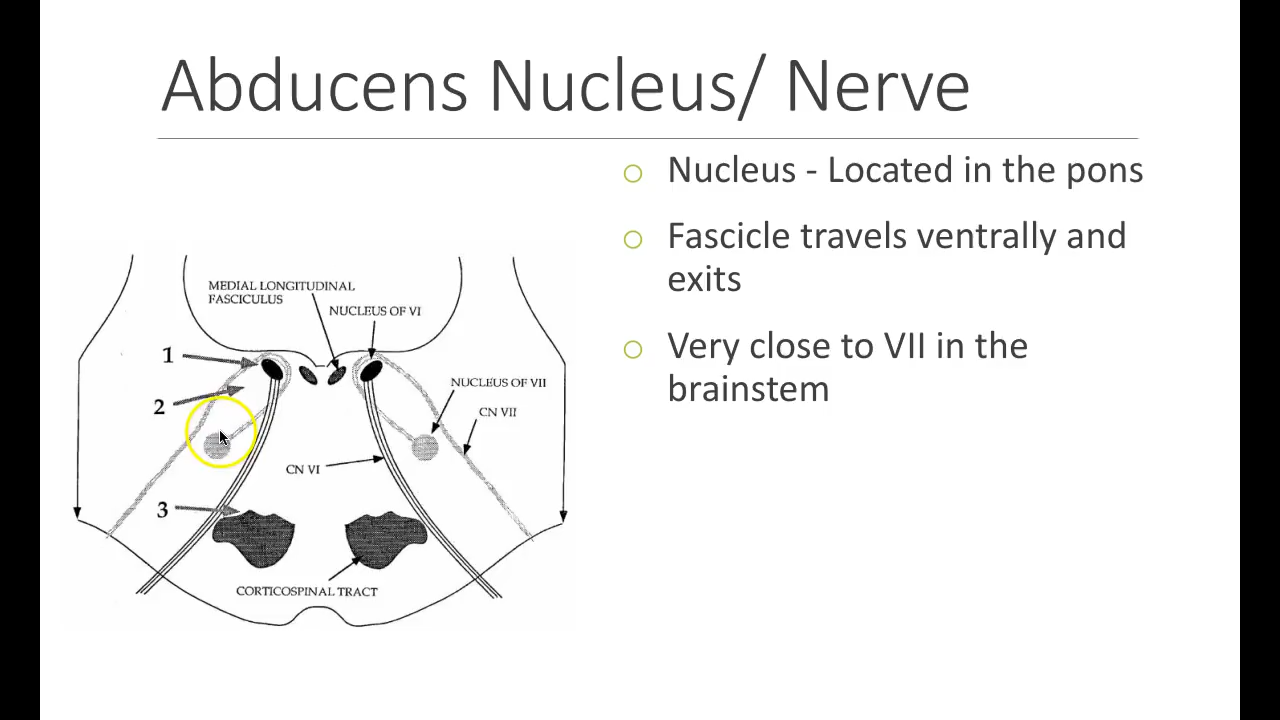 Abducens Nucleus/ Nerve
Nucleus - Located in the pons
Fascicle travels ventrally and
exits
Very close to VII in the
brainstem
MEDIAL LONGITUDINAL
FASCICULUS
NUCLEUS OF VI
1
2
NUCLEUS OF VII
CN VII
CN VI
3
CORTICOSPINAL TRACT